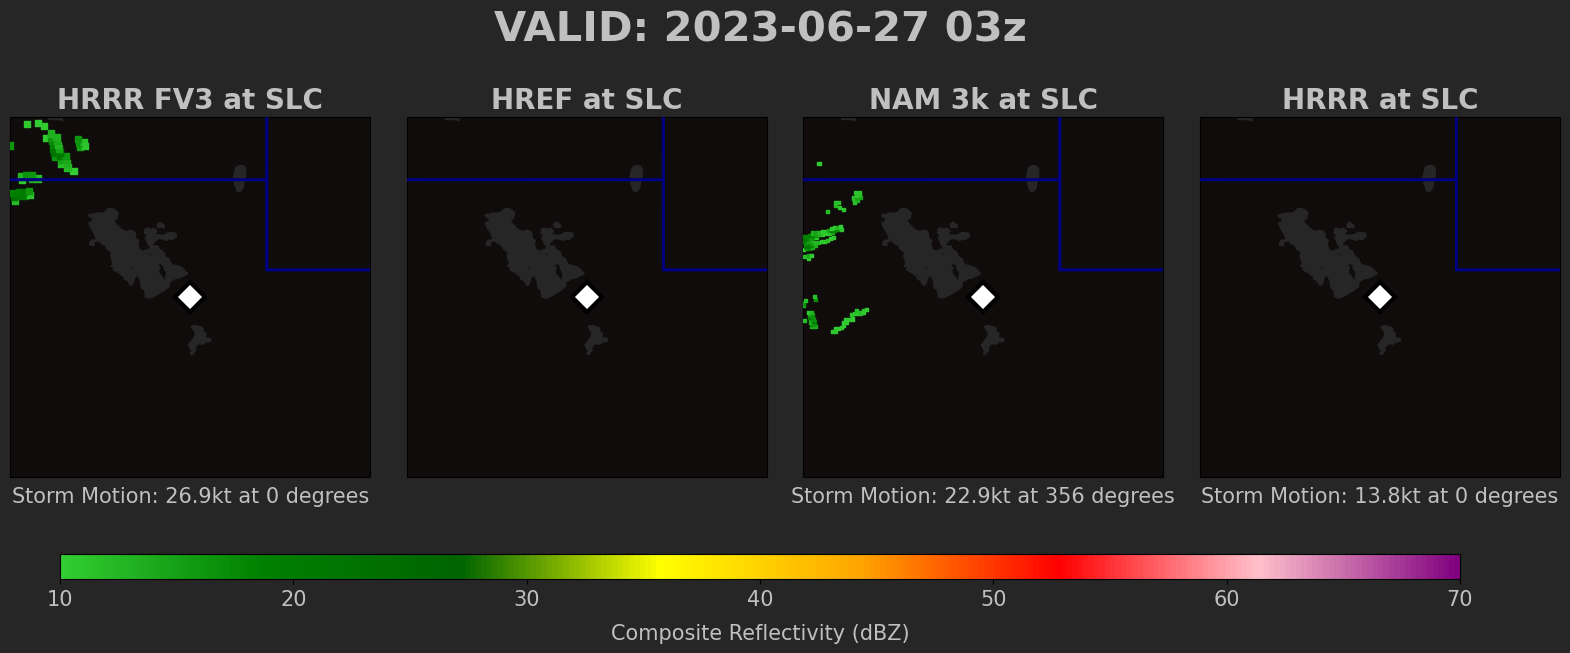 VALID: 2023-06-27 03z
HRRR FV3 at SLC
HREF at SLC
NAM 3k at SLC
HRRR at SLC
Storm Motion: 26.9kt at 0 degrees
Storm Motion: 22.9kt at 356 degrees
Storm Motion: 13.8kt at 0 degrees
10 20 30 40 50 60 70
Composite Reflectivity (dBZ)